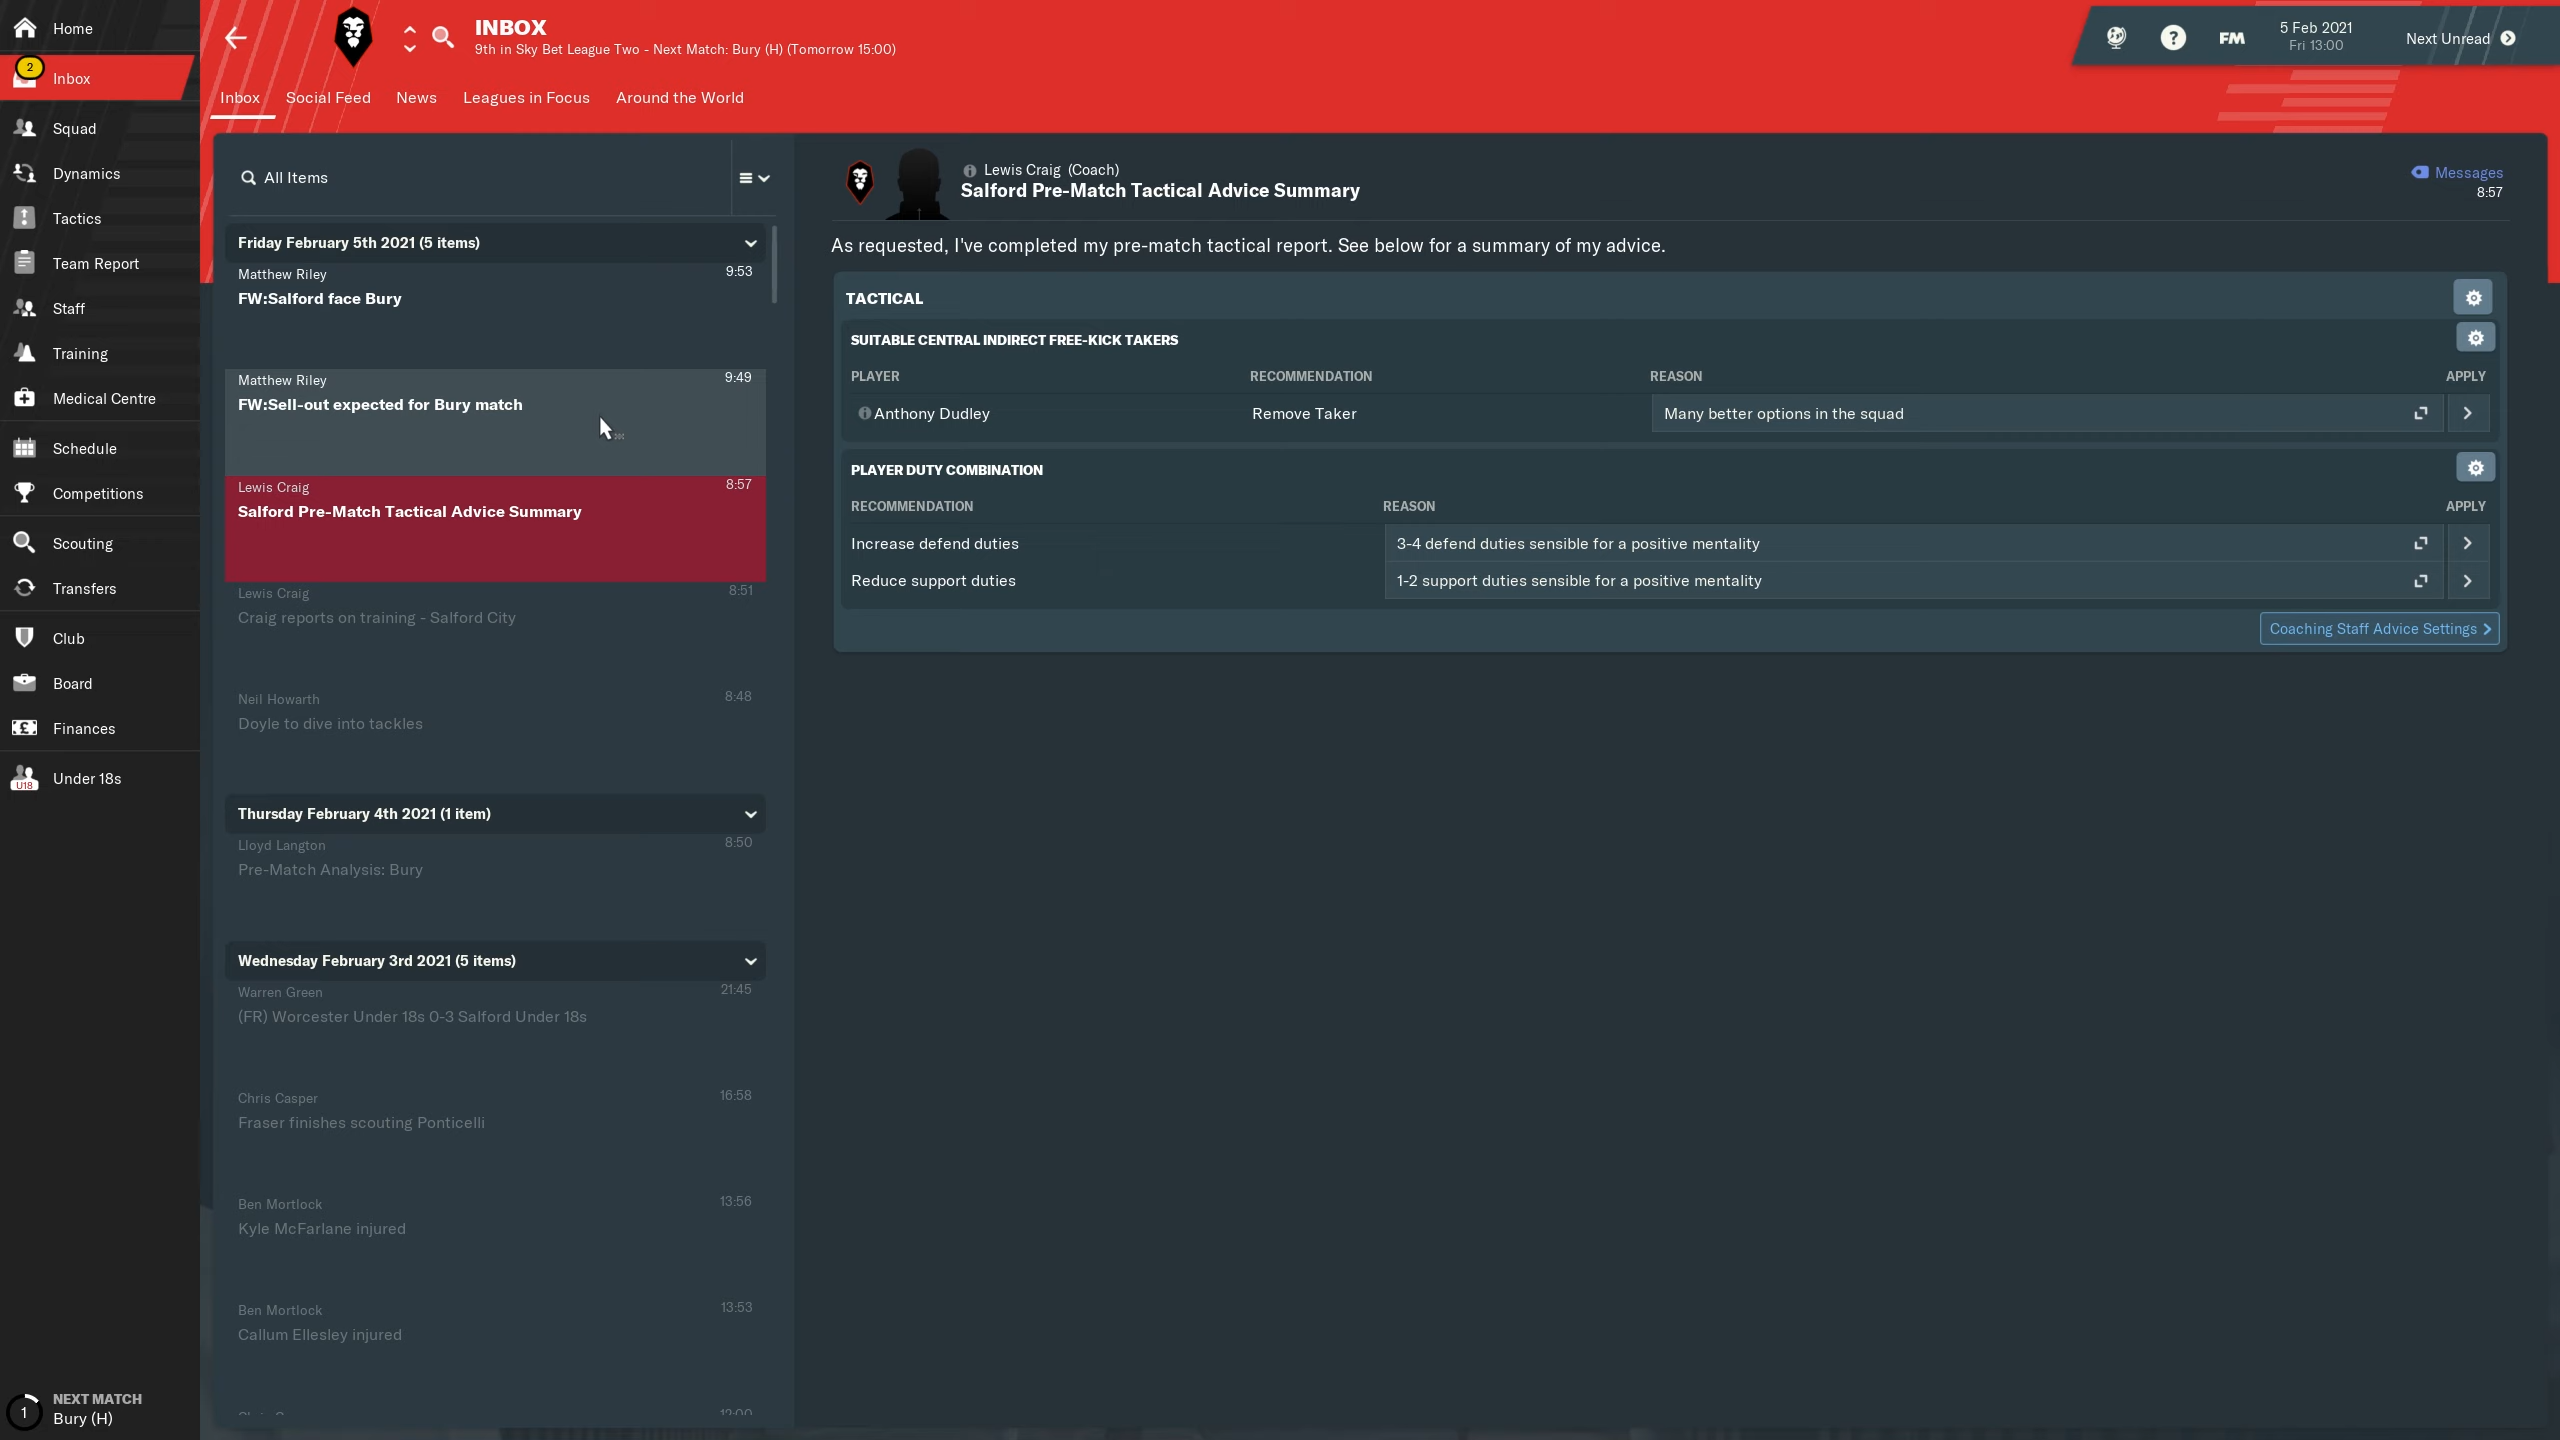 Home
2
Inbox
Squad
Dynamics
Tactics
Team Report
Staff
Training
Medical Centre
Schedule
Competitions
Scouting
Transfers
Club
Board
Finances
U18
Under 18s
1
NEXT MATCH
Bury (H)
INBOX
9th in Sky Bet League Two - Next Match: Bury (H) (Tomorrow 15:00)
?
FM
5 Feb 2021
Fri 13:00
Next Unread
Inbox
Social Feed
News
Leagues in Focus
Around the World
All Items
Friday February 5th 2021 (5 items)
Matthew Riley
9:53
FW:Salford face Bury
Matthew Riley
9:49
FW:Sell-out expected for Bury match
Lewis Craig
8:57
Salford Pre-Match Tactical Advice Summary
Lewis Craig
8:51
Craig reports on training - Salford City
Neil Howarth
8:48
Doyle to dive into tackles
Thursday February 4th 2021 (1 item)
Lloyd Langton
8:50
Pre-Match Analysis: Bury
Wednesday February 3rd 2021 (5 items)
Warren Green
21:45
(FR) Worcester Under 18s 0-3 Salford Under 18s
Chris Casper
16:58
Fraser finishes scouting Ponticelli
Ben Mortlock
13:56
Kyle McFarlane injured
Ben Mortlock
13:53
Callum Ellesley injured
12:00
Lewis Craig (Coach)
Salford Pre-Match Tactical Advice Summary
Messages
8:57
As requested, I've completed my pre-match tactical report. See below for a summary of my advice.
TACTICAL
SUITABLE CENTRAL INDIRECT FREE-KICK TAKERS
PLAYER
RECOMMENDATION
REASON
APPLY
Anthony Dudley
Remove Taker
Many better options in the squad
PLAYER DUTY COMBINATION
RECOMMENDATION
REASON
APPLY
Increase defend duties
3-4 defend duties sensible for a positive mentality
Reduce support duties
1-2 support duties sensible for a positive mentality
Coaching Staff Advice Settings